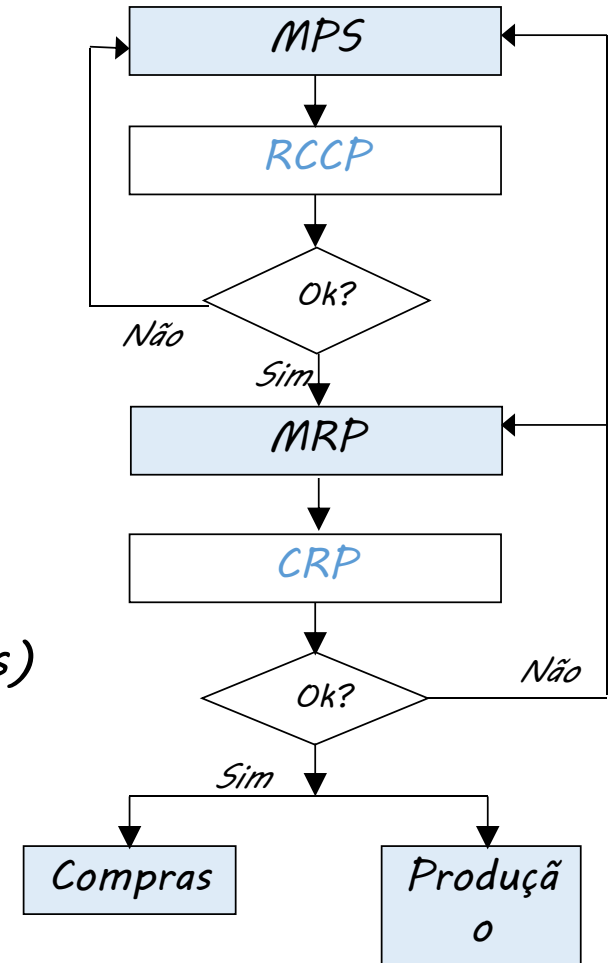 MPS
RCCP
Ok?
Não
Sim
MRP
CRP
s)
Ok?
Não
Sim
Compras
Produçã
o